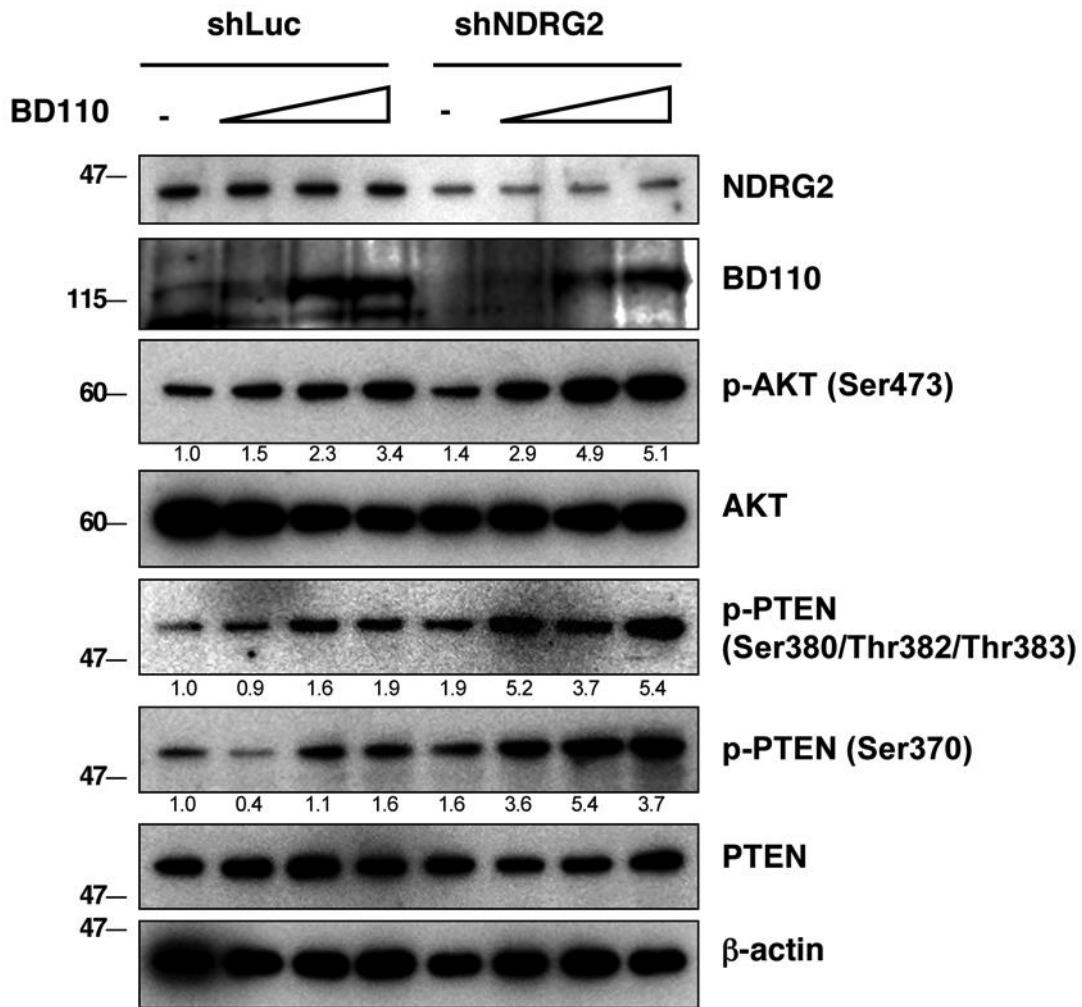 shLuc shNDRG2
BD110 - -
47— NDRG2
115— BD110
60— p-AKT (Ser473)
1.0 1.5 2.3 3.4 1.4 2.9 4.9 5.1
60— AKT
p-PTEN
(Ser380/Thr382/Thr383)
47—
1.0 0.9 1.6 1.9 1.9 5.2 3.7 5.4
p-PTEN (Ser370)
47—
1.0 0.4 1.1 1.6 1.6 3.6 5.4 3.7
PTEN
47—
47—
β-actin